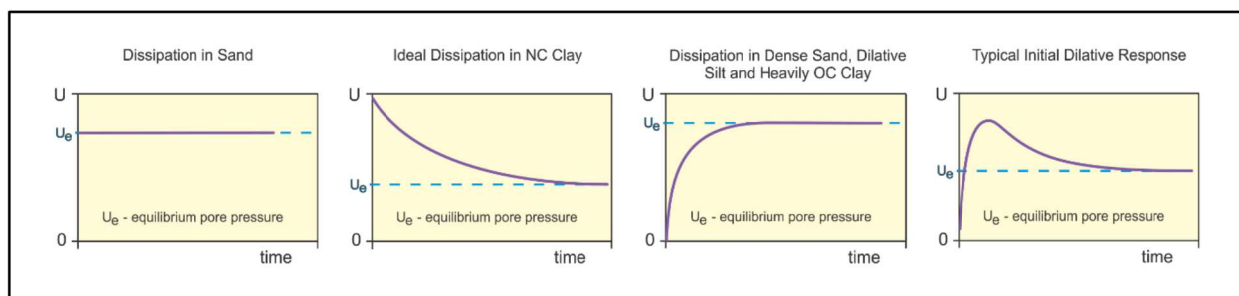 Dissipation in Sand
U
Ue
Ue - equilibrium pore pressure
0
time
Ideal Dissipation in NC Clay
U
Ue
Ue - equilibrium pore pressure
0
time
Dissipation in Dense Sand, Dilative
Silt and Heavily OC Clay
U
Ue
Ue - equilibrium pore pressure
0
time
Typical Initial Dilative Response
U
Ue
Ue - equilibrium pore pressure
0
time